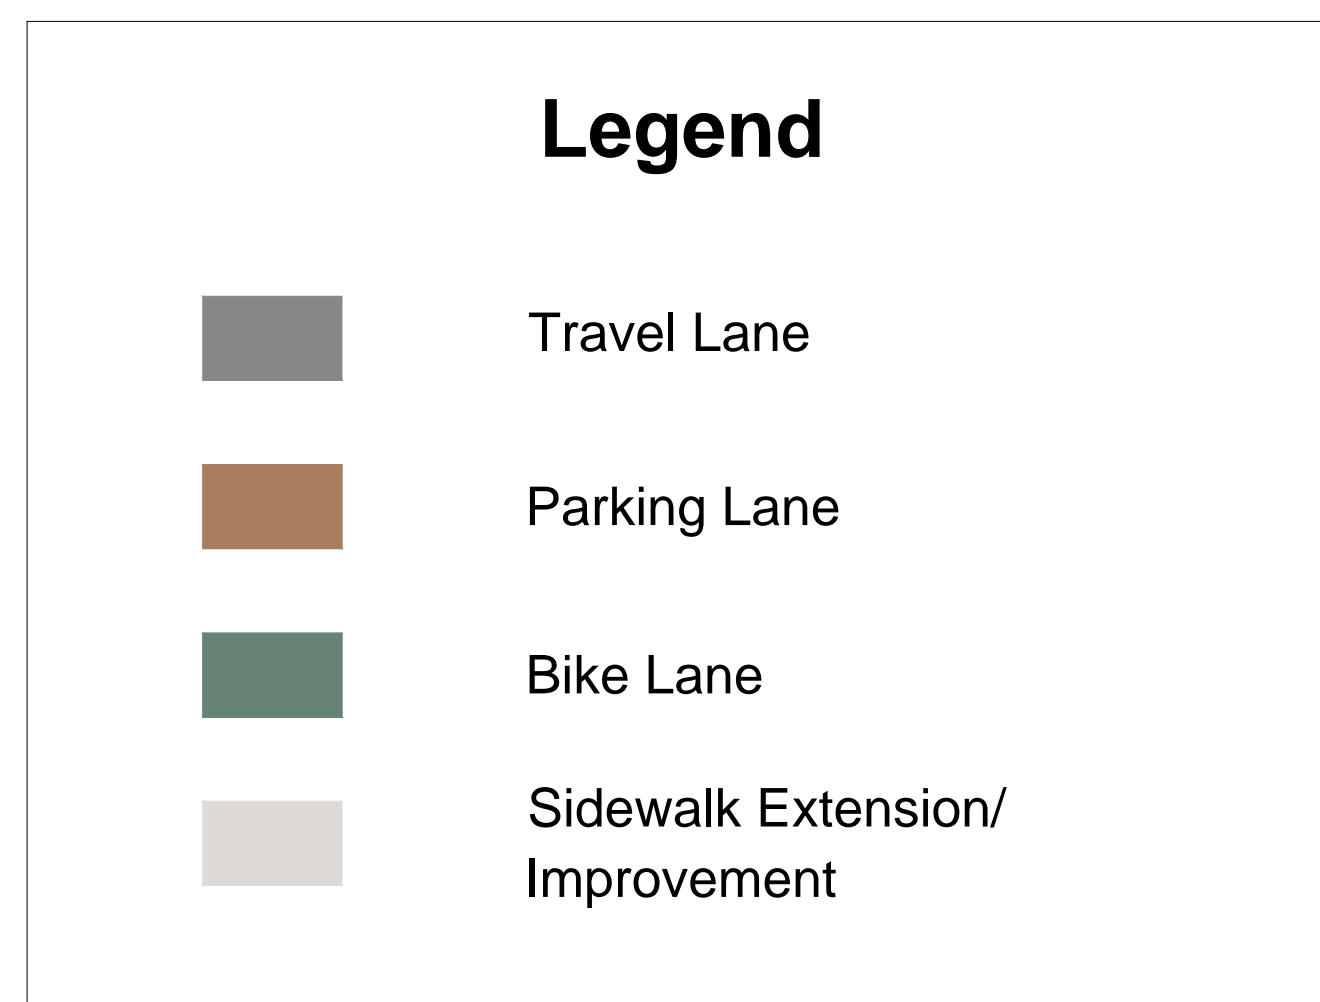 Legend
Travel Lane
Parking Lane
Bike Lane
Sidewalk Extension/
Improvement